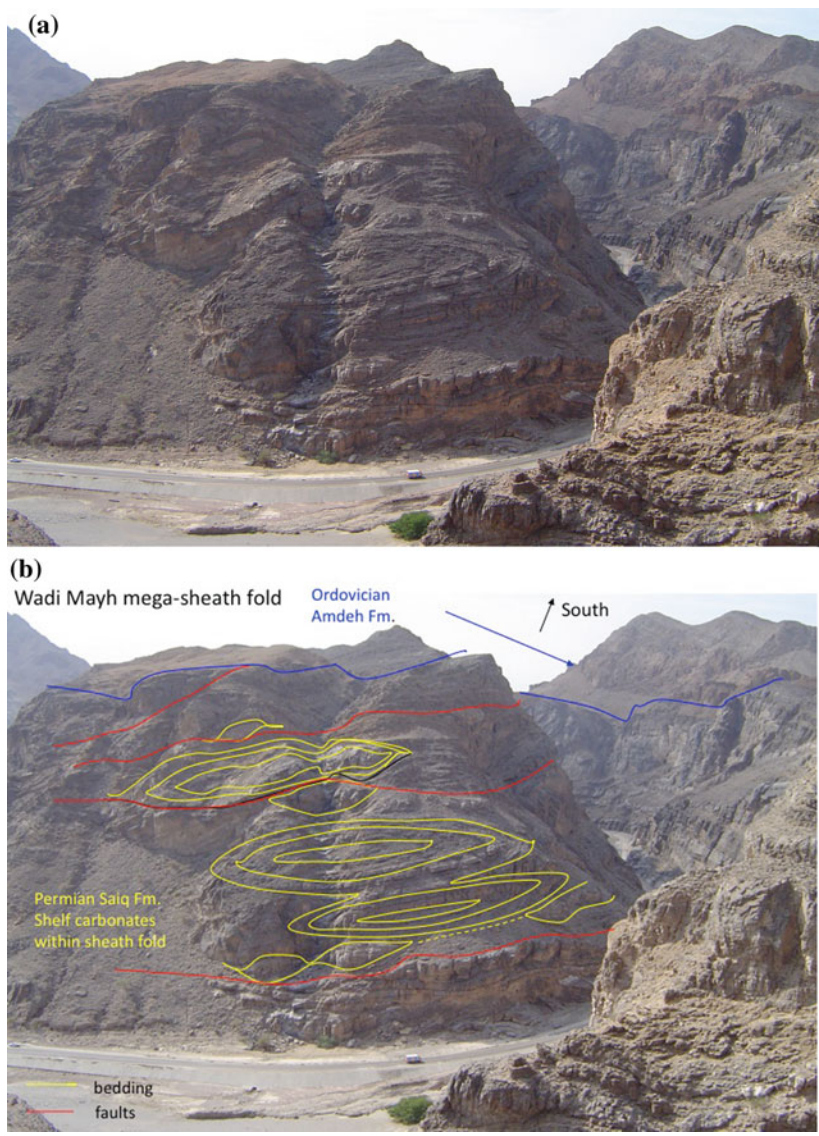 (a)
(b)
Wadi Mayh mega-sheath fold
Ordovician
Amdeh Fm.
South
Permian Saiq Fm.
Shelf carbonates
within sheath fold
bedding
faults